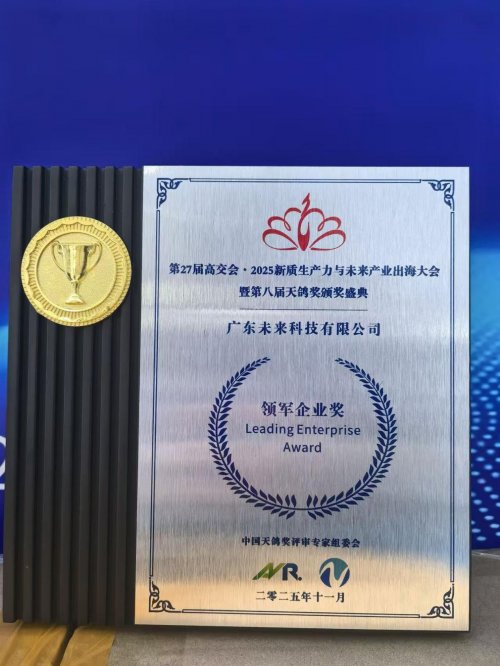 第27届高交会·2025新质生产力与未来产业出海大会
暨第八届天鸽奖颁奖盛典
广东未来科技有限公司
领军企业奖
Leading Enterprise
Award
中国天鸽奖评审专家组委会
二零二五年十一月